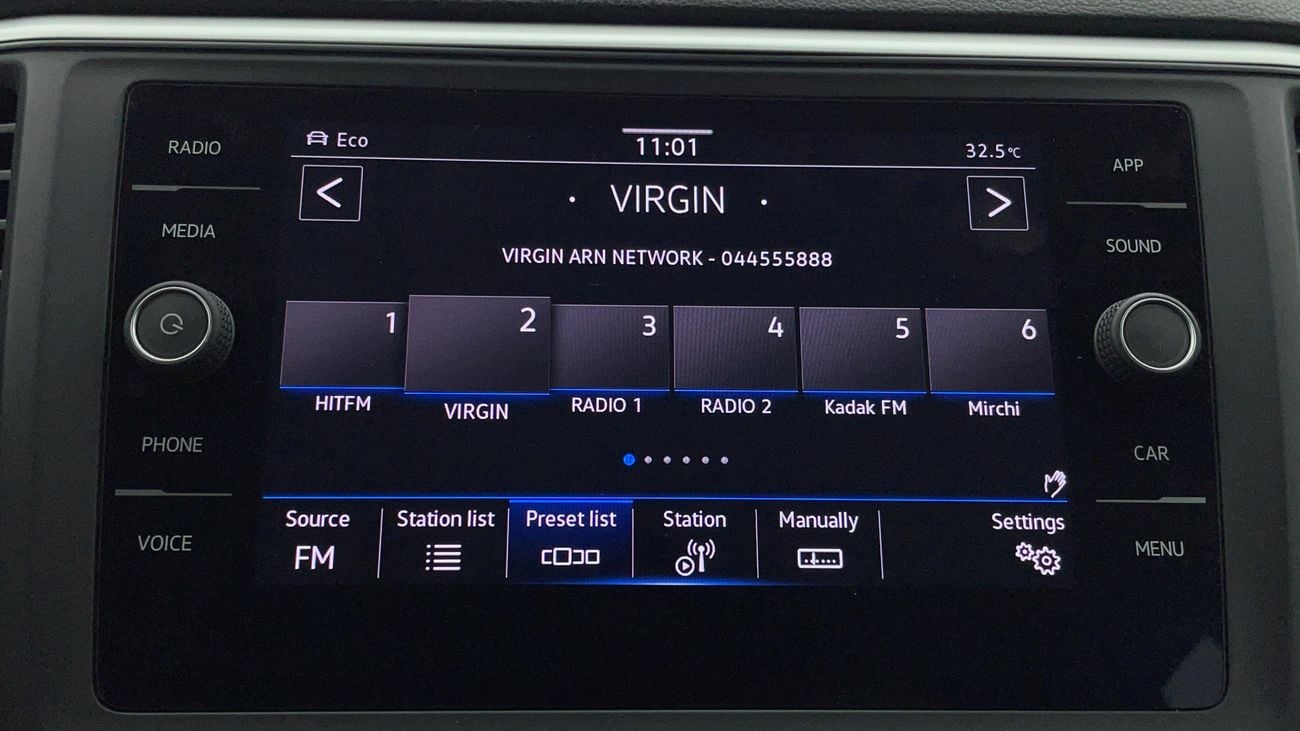 RADIO
MEDIA
PHONE
VOICE
Eco
11:01
32.5°C
<
· VIRGIN ·
>
VIRGIN ARN NETWORK - 044555888
1
2
3
4
5
6
HITFM
VIRGIN
RADIO 1
RADIO 2
Kadak FM
Mirchi
Source
FM
Station list
Preset list
Station
Manually
Settings
APP
SOUND
CAR
MENU